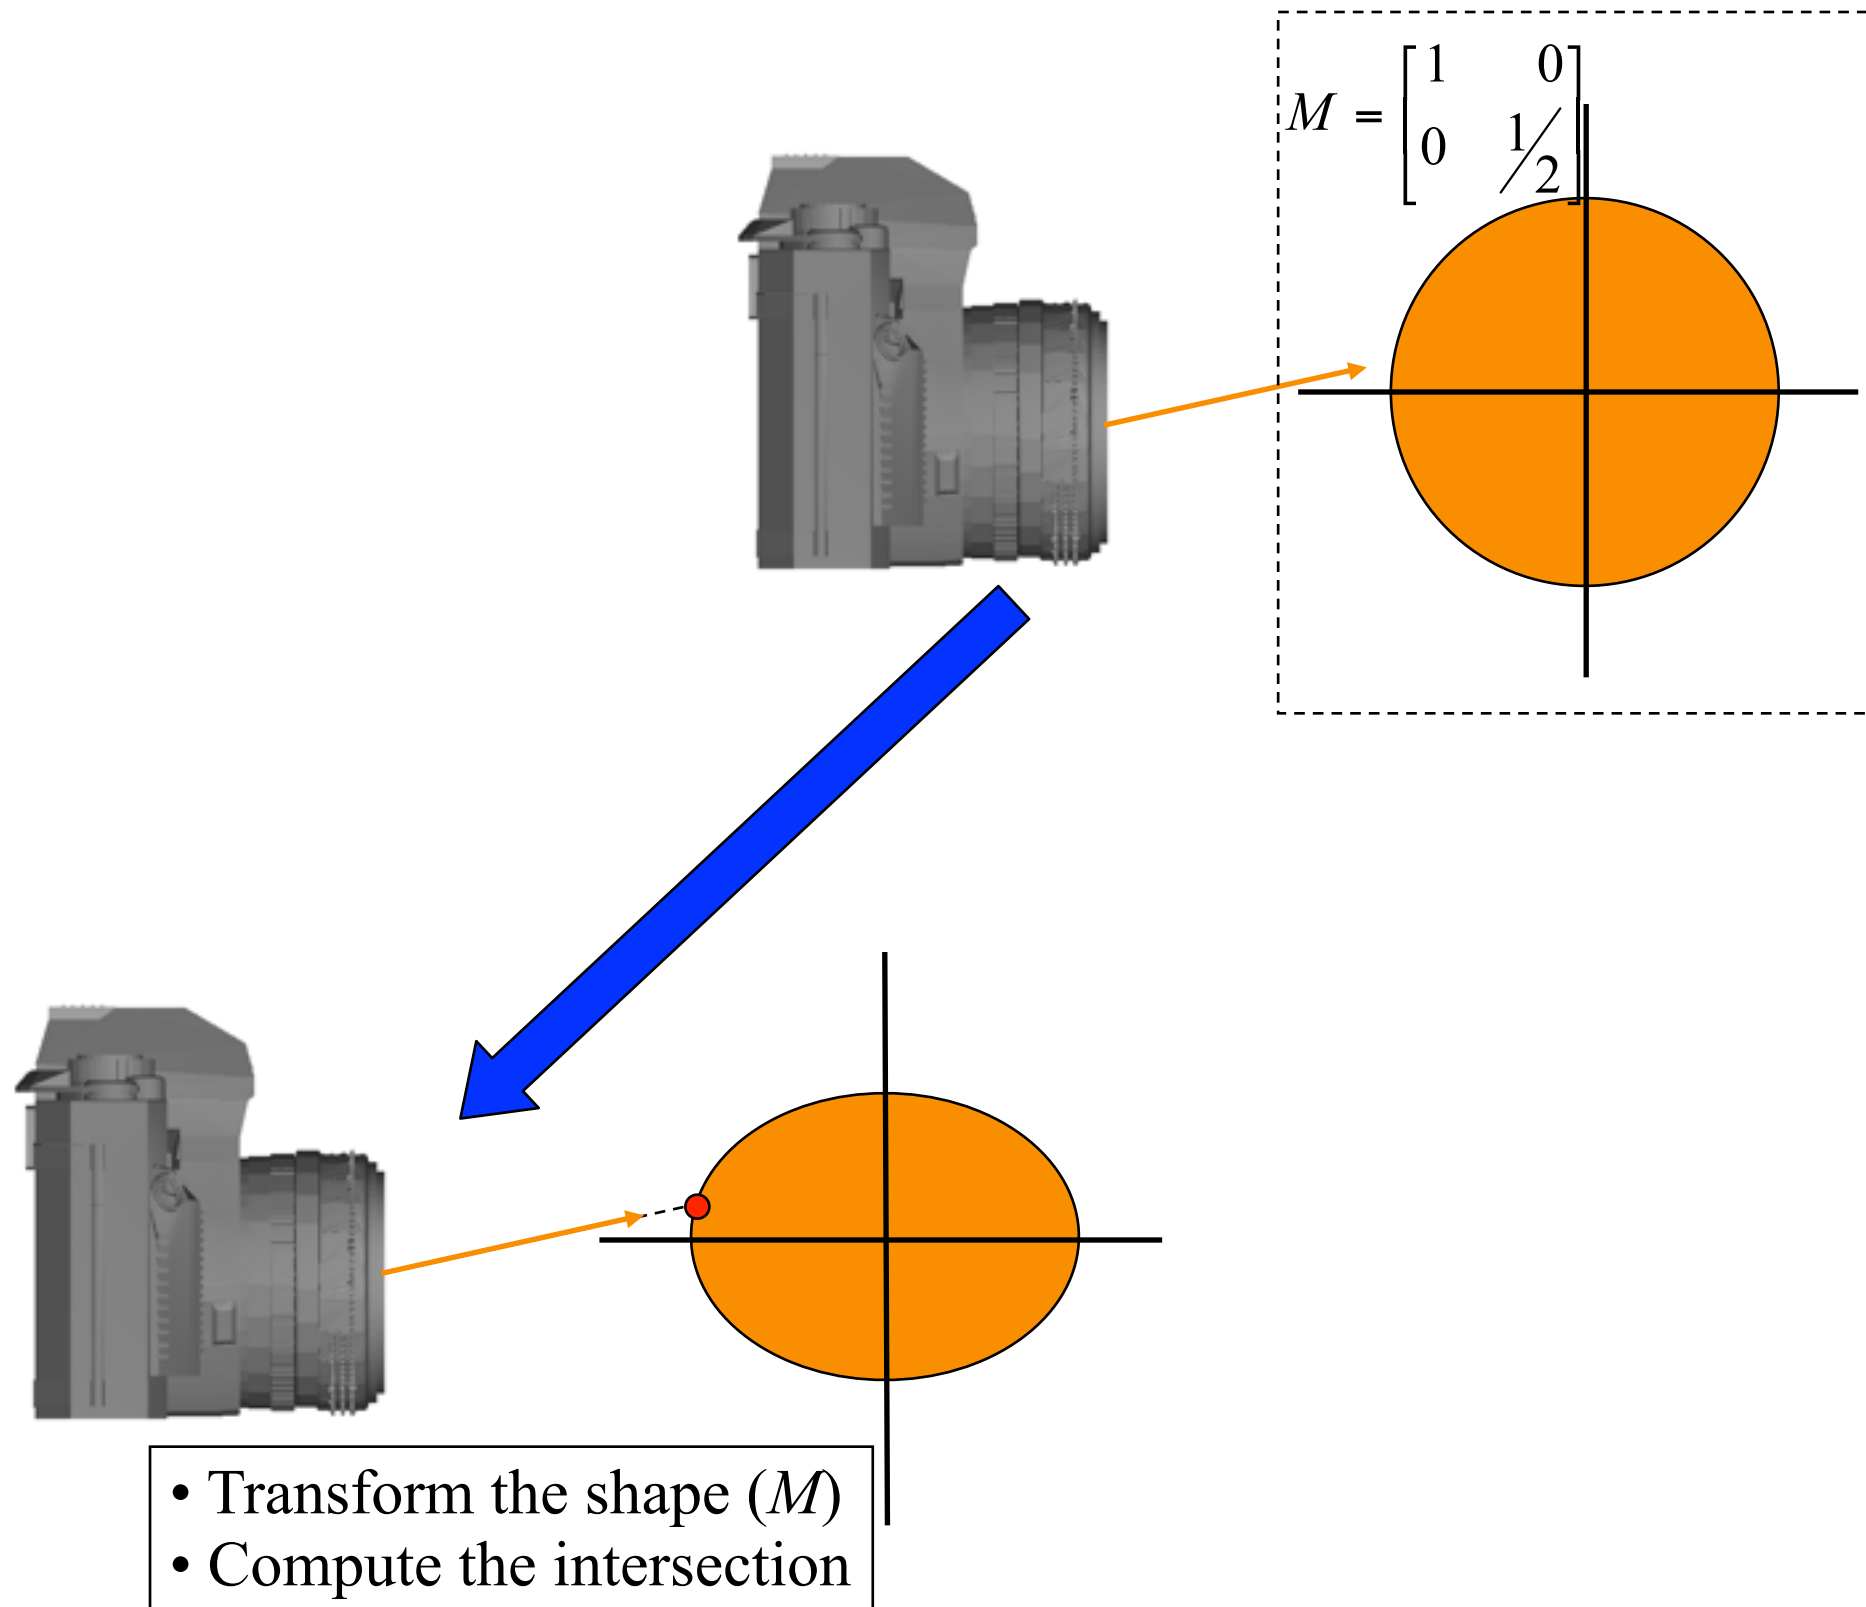 M = [1 0
0 1/2]
• Transform the shape (M)
• Compute the intersection